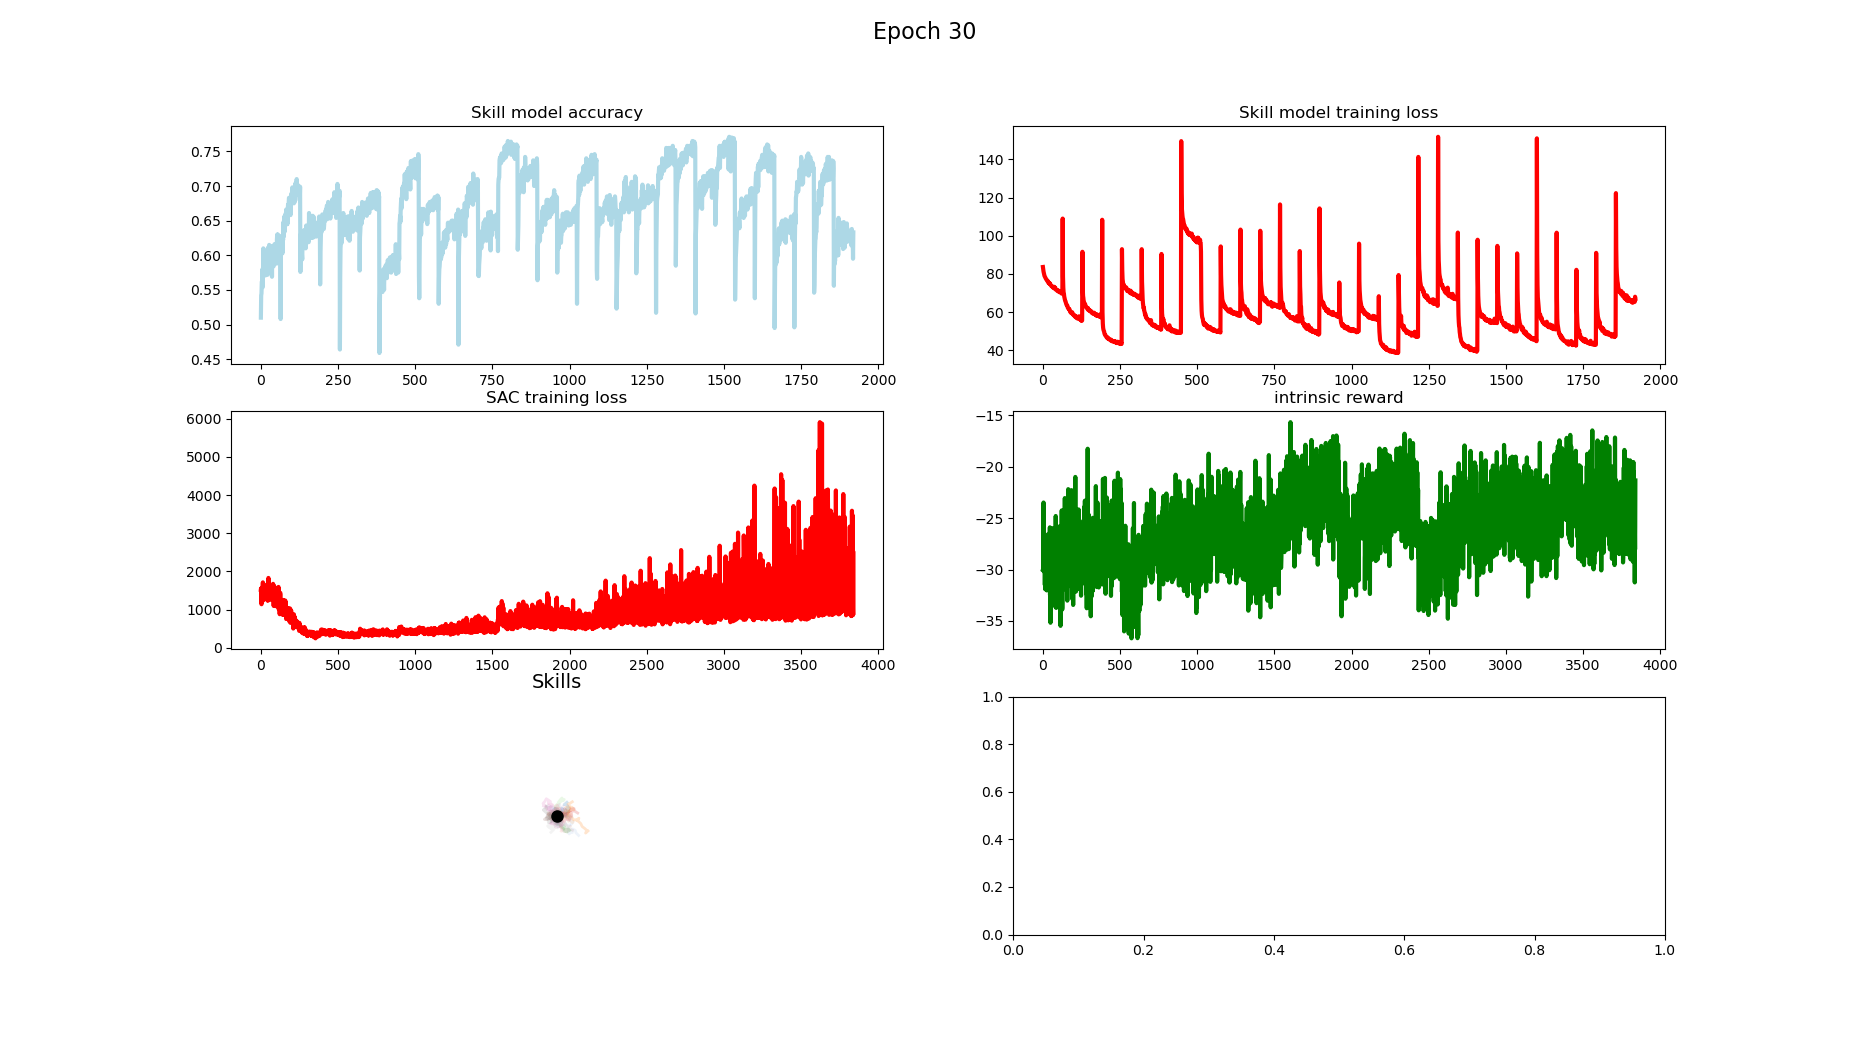 Epoch 30
Skill model accuracy
0.75
0.70
0.65
0.60
0.55
0.50
0.45
0 250 500 750 1000 1250 1500 1750 2000
Skill model training loss
140
120
100
80
60
40
0 250 500 750 1000 1250 1500 1750 2000
SAC training loss
6000
5000
4000
3000
2000
1000
0
0 500 1000 1500 2000 2500 3000 3500 4000
intrinsic reward
−15
−20
−25
−30
−35
0 500 1000 1500 2000 2500 3000 3500 4000
Skills
1.0
0.8
0.6
0.4
0.2
0.0
0.0 0.2 0.4 0.6 0.8 1.0